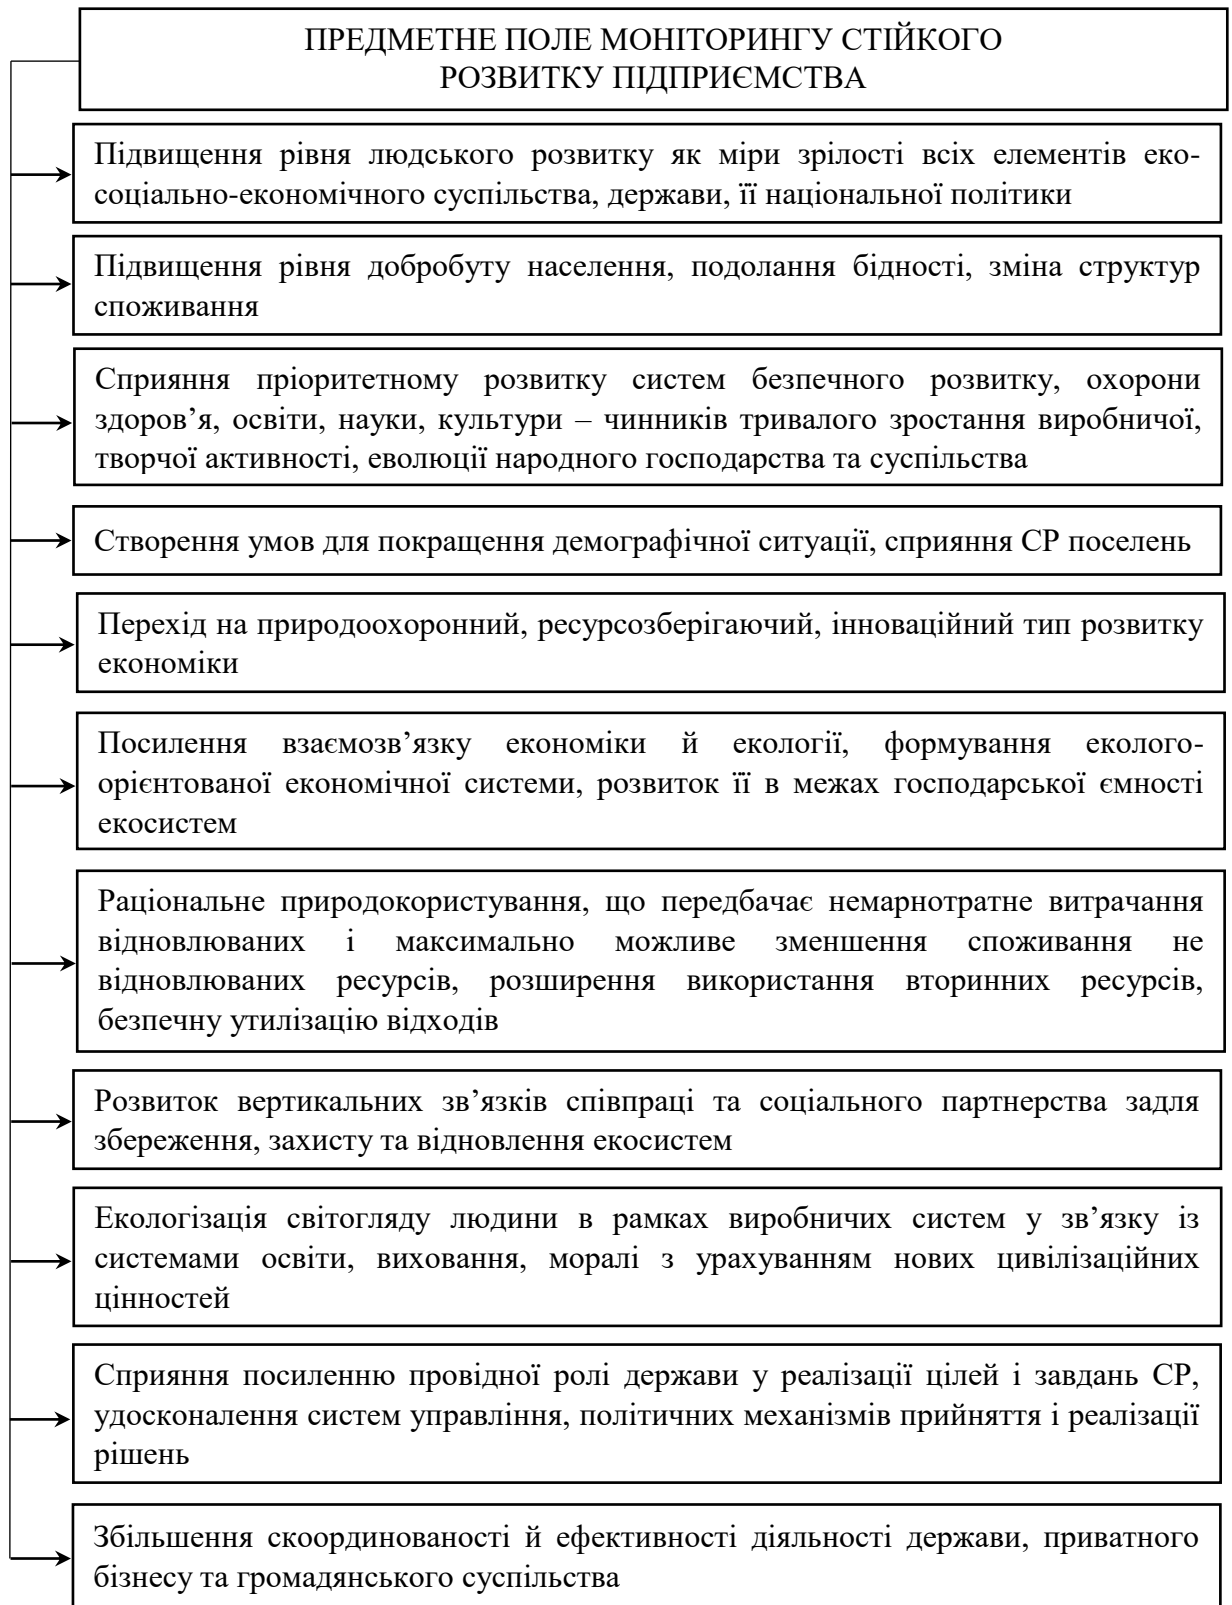 ПРЕДМЕТНЕ ПОЛЕ МОНІТОРИНГУ СТІЙКОГО
РОЗВИТКУ ПІДПРИЄМСТВА
Підвищення рівня людського розвитку як міри зрілості всіх елементів еко-
соціально-економічного суспільства, держави, її національної політики
Підвищення рівня добробуту населення, подолання бідності, зміна структур
споживання
Сприяння пріоритетному розвитку систем безпечного розвитку, охорони
здоров’я, освіти, науки, культури – чинників тривалого зростання виробничої,
творчої активності, еволюції народного господарства та суспільства
Створення умов для покращення демографічної ситуації, сприяння СР поселень
Перехід на природоохоронний, ресурсозберігаючий, інноваційний тип розвитку
економіки
Посилення взаємозв’язку економіки й екології, формування еколого-
орієнтованої економічної системи, розвиток її в межах господарської ємності
екосистем
Раціональне природокористування, що передбачає немарнотратне витрачання
відновлюваних і максимально можливе зменшення споживання не
відновлюваних ресурсів, розширення використання вторинних ресурсів,
безпечну утилізацію відходів
Розвиток вертикальних зв’язків співпраці та соціального партнерства задля
збереження, захисту та відновлення екосистем
Екологізація світогляду людини в рамках виробничих систем у зв’язку із
системами освіти, виховання, моралі з урахуванням нових цивілізаційних
цінностей
Сприяння посиленню провідної ролі держави у реалізації цілей і завдань СР,
удосконалення систем управління, політичних механізмів прийняття і реалізації
рішень
Збільшення скоординованості й ефективності діяльності держави, приватного
бізнесу та громадянського суспільства